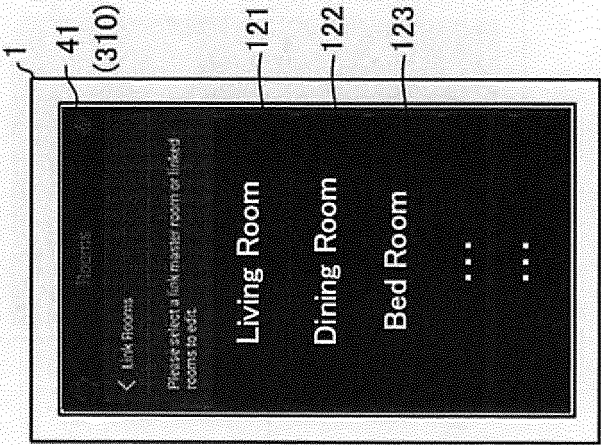 1
41
(310)
Rooms
< Link Rooms
Please select a link master room or linked
rooms to edit.
Living Room
121
Dining Room
122
Bed Room
123
...
...